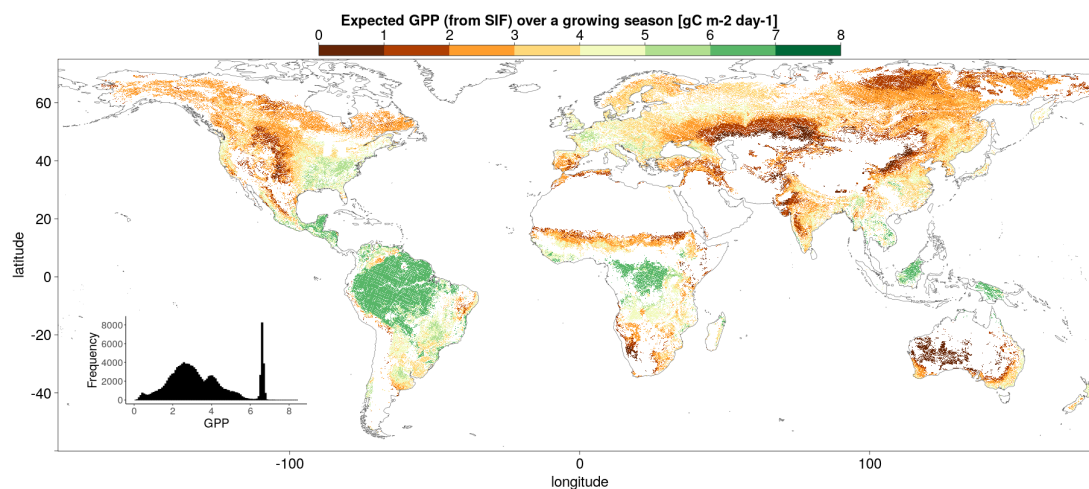 Expected GPP (from SIF) over a growing season [gC m-2 day-1]
0 1 2 3 4 5 6 7 8
60
40
20
0
-20
-40
latitude
8000
6000
4000
2000
0
Frequency
0 2 4 6 8
GPP
-100 0 100
longitude